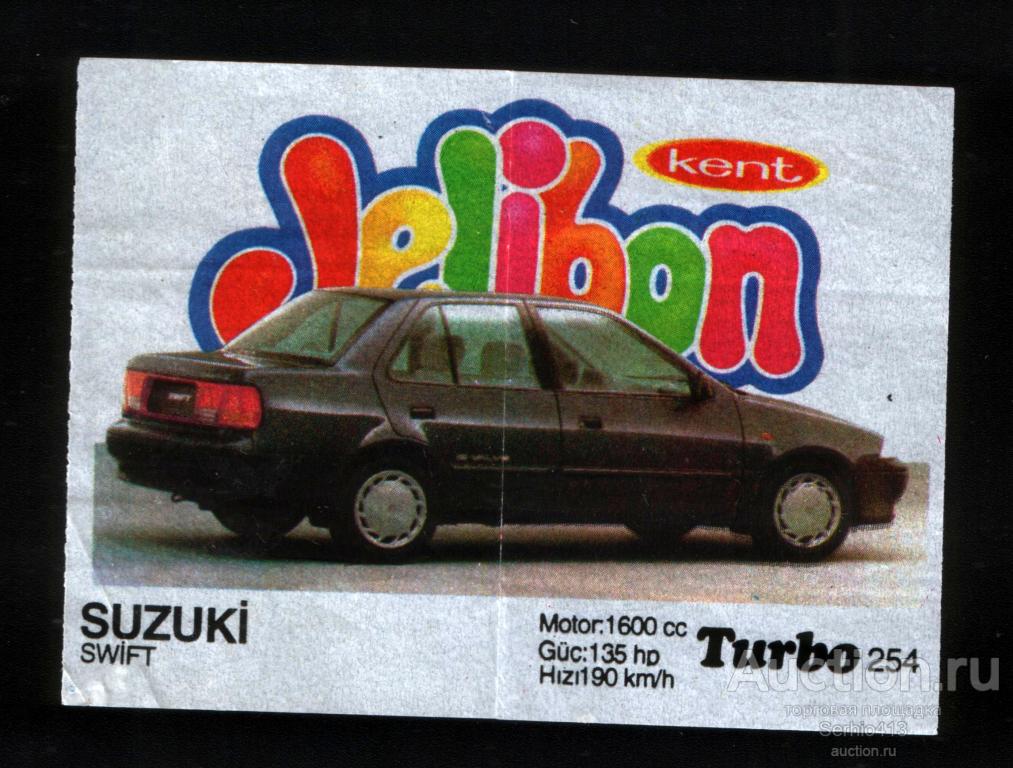 Jelibon
kent
SUZUKİ
SWİFT
Motor:1600 cc
Güc:135 hp
Hızı190 km/h
Turbo 254
Auction.ru
торговая площадка
Serhio413
auction.ru